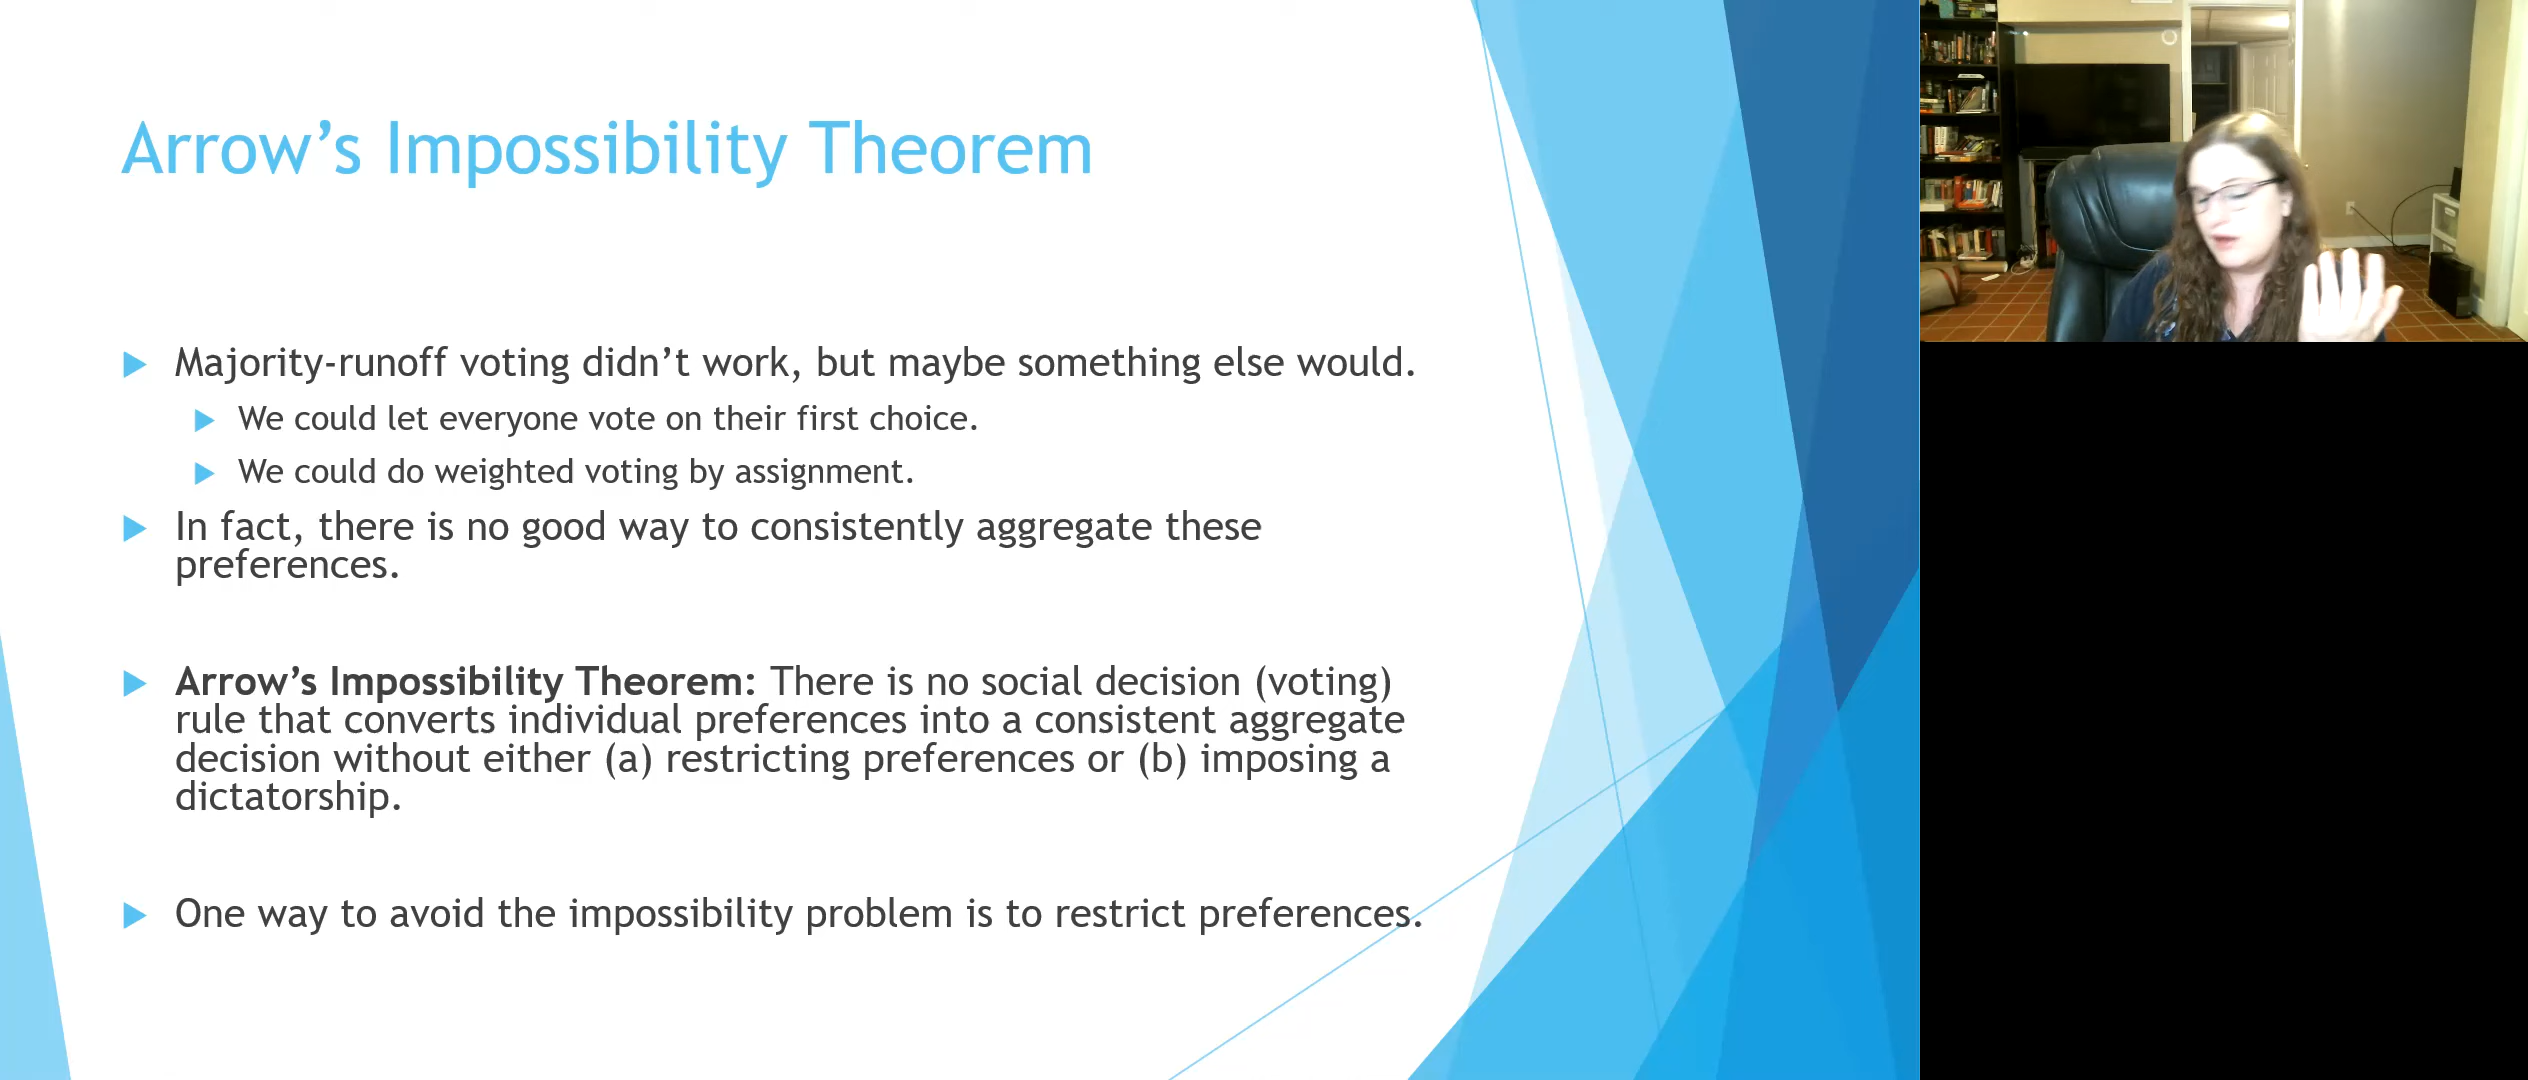 Arrow’s Impossibility Theorem
Majority-runoff voting didn’t work, but maybe something else would.
We could let everyone vote on their first choice.
We could do weighted voting by assignment.
In fact, there is no good way to consistently aggregate these
preferences.
Arrow’s Impossibility Theorem: There is no social decision (voting)
rule that converts individual preferences into a consistent aggregate
decision without either (a) restricting preferences or (b) imposing a
dictatorship.
One way to avoid the impossibility problem is to restrict preferences.